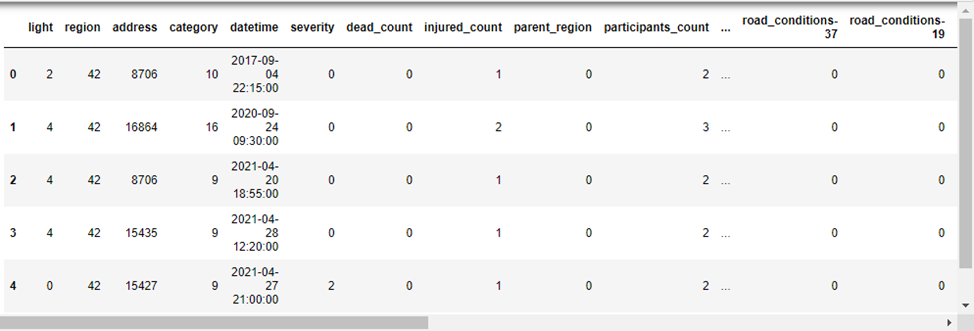 light region address category datetime severity dead_count injured_count parent_region participants_count ... road_conditions-37 road_conditions-19
0 2 42 8706 10 2017-09-04 22:15:00 0 0 1 0 2 ... 0 0
1 4 42 16864 16 2020-09-24 09:30:00 0 0 2 0 3 ... 0 0
2 4 42 8706 9 2021-04-20 18:55:00 0 0 1 0 2 ... 0 0
3 4 42 15435 9 2021-04-28 12:20:00 0 0 1 0 2 ... 0 0
4 0 42 15427 9 2021-04-27 21:00:00 2 0 1 0 2 ... 0 0